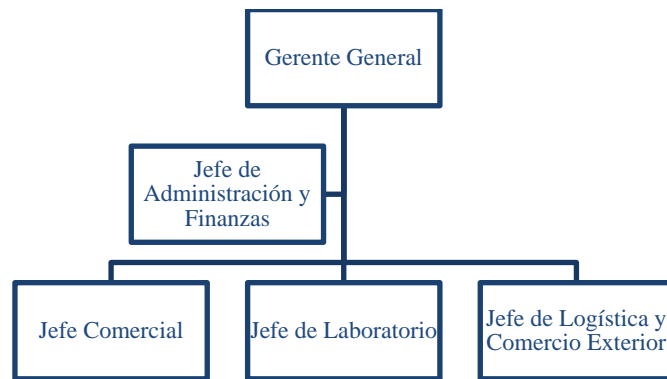 Gerente General
Jefe de
Administración y
Finanzas
Jefe Comercial
Jefe de Laboratorio
Jefe de Logística y
Comercio Exterior